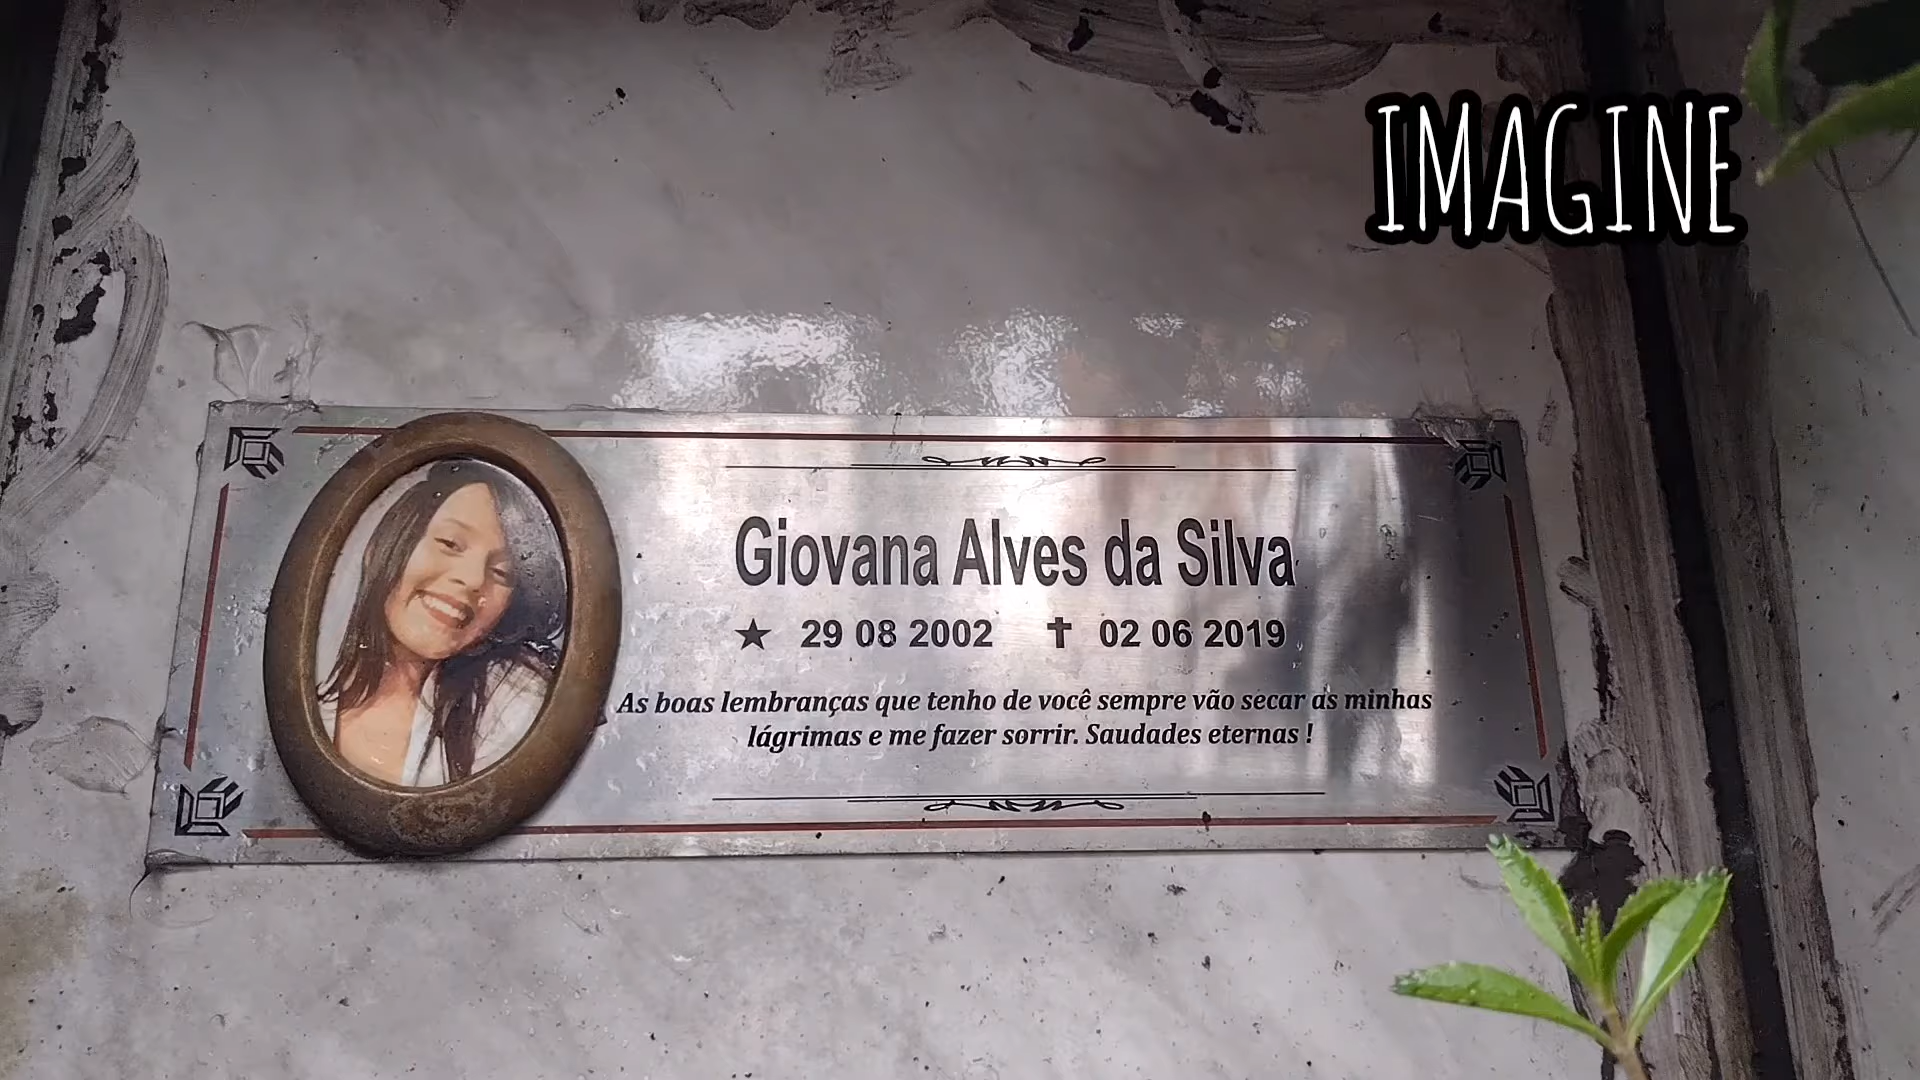 IMAGINE
Giovana Alves da Silva
★ 29 08 2002 ✝ 02 06 2019
As boas lembranças que tenho de você sempre vão secar as minhas
lágrimas e me fazer sorrir. Saudades eternas !